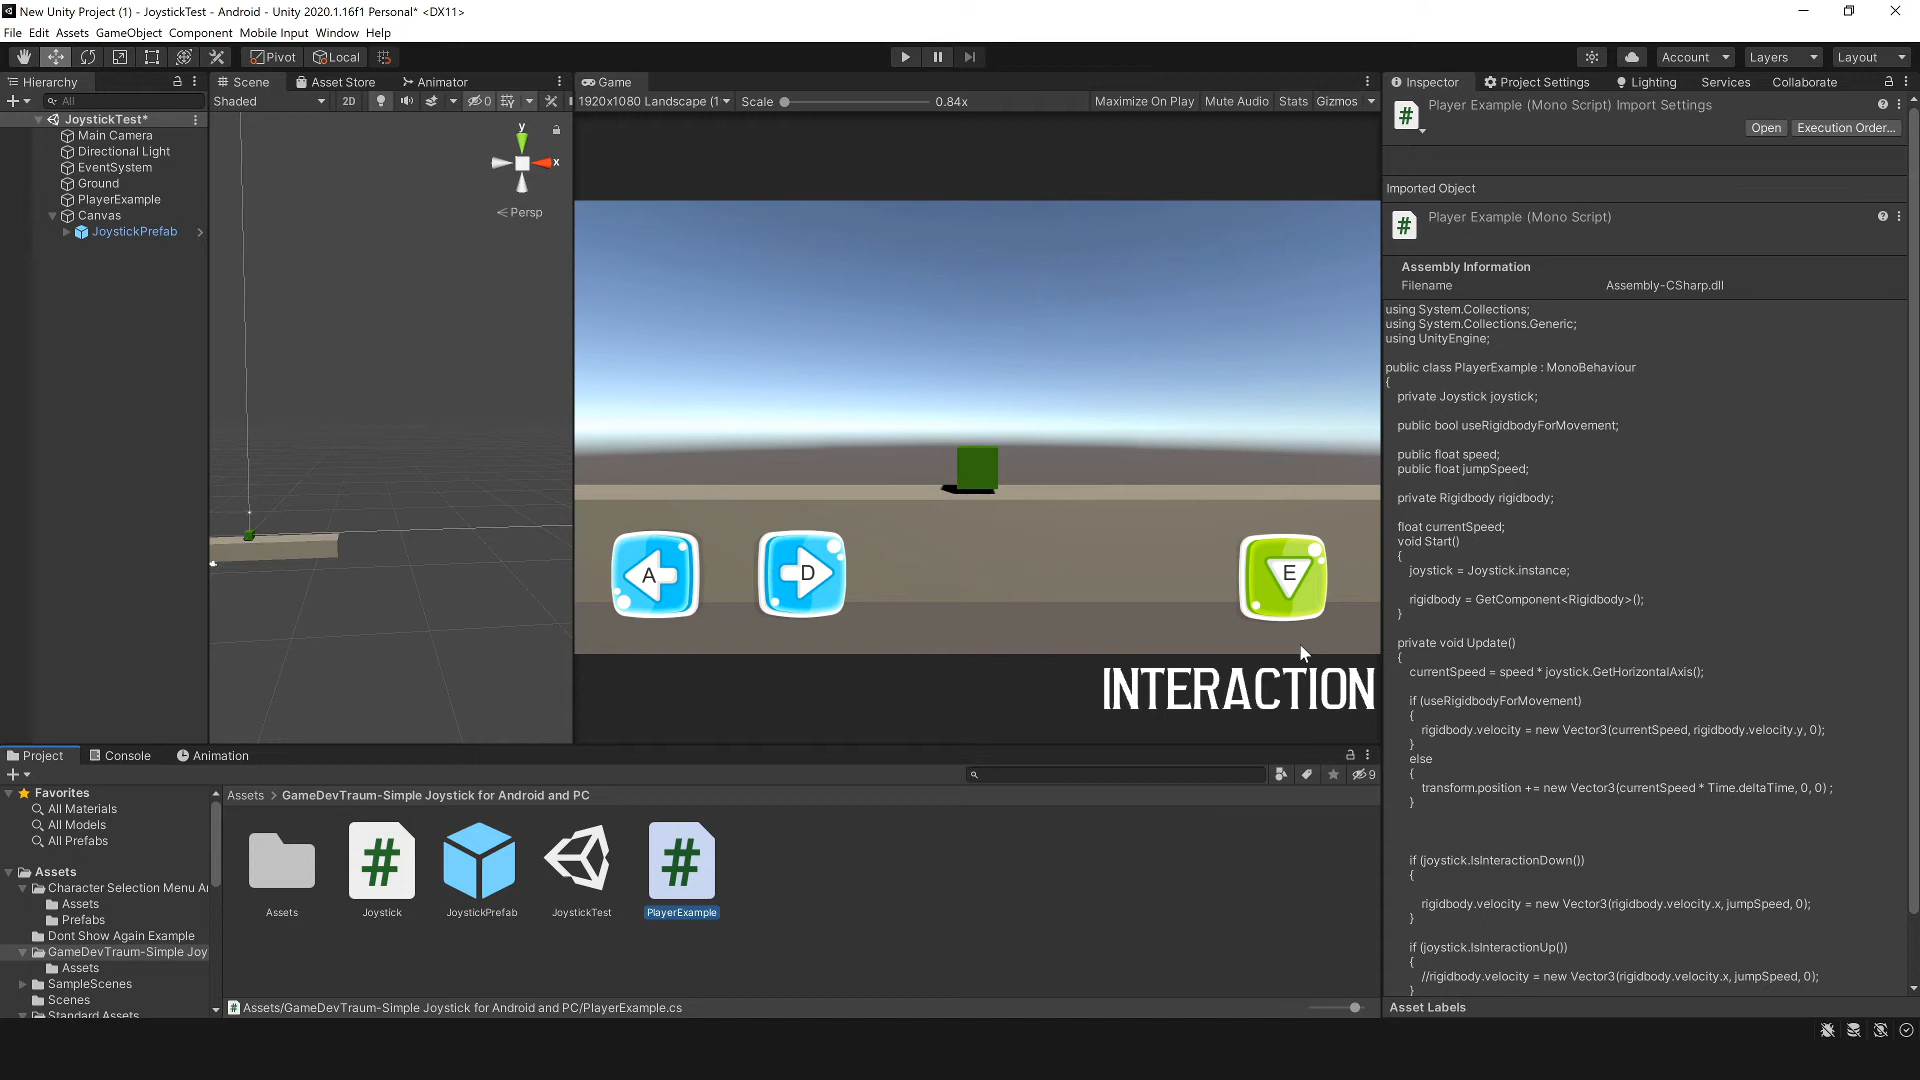 New Unity Project (1) - JoystickTest - Android - Unity 2020.1.16f1 Personal* <DX11>
File Edit Assets GameObject Component Mobile Input Window Help
Pivot Local Account Layers Layout
Hierarchy
All
JoystickTest*
Main Camera
Directional Light
EventSystem
Ground
PlayerExample
Canvas
JoystickPrefab
Scene Asset Store Animator
Shaded 2D 0
y
x
Persp
Game
1920x1080 Landscape (1 Scale 0.84x Maximize On Play Mute Audio Stats Gizmos
A D E
INTERACTION
Inspector Project Settings Lighting Services Collaborate
Player Example (Mono Script) Import Settings
Open Execution Order...
Imported Object
Player Example (Mono Script)
Assembly Information
Filename Assembly-CSharp.dll
using System.Collections;
using System.Collections.Generic;
using UnityEngine;
public class PlayerExample : MonoBehaviour
{
private Joystick joystick;
public bool useRigidbodyForMovement;
public float speed;
public float jumpSpeed;
private Rigidbody rigidbody;
float currentSpeed;
void Start()
{
joystick = Joystick.instance;
rigidbody = GetComponent<Rigidbody>();
}
private void Update()
{
currentSpeed = speed * joystick.GetHorizontalAxis();
if (useRigidbodyForMovement)
{
rigidbody.velocity = new Vector3(currentSpeed, rigidbody.velocity.y, 0);
}
else
{
transform.position += new Vector3(currentSpeed * Time.deltaTime, 0, 0) ;
}
if (joystick.IsInteractionDown())
{
rigidbody.velocity = new Vector3(rigidbody.velocity.x, jumpSpeed, 0);
}
if (joystick.IsInteractionUp())
{
//rigidbody.velocity = new Vector3(rigidbody.velocity.x, jumpSpeed, 0);
}
Asset Labels
Project Console Animation
9
Favorites
All Materials
All Models
All Prefabs
Assets
Character Selection Menu An
Assets
Prefabs
Dont Show Again Example
GameDevTraum-Simple Joy
Assets
SampleScenes
Scenes
Standard Assets
Assets GameDevTraum-Simple Joystick for Android and PC
Assets Joystick JoystickPrefab JoystickTest PlayerExample
Assets/GameDevTraum-Simple Joystick for Android and PC/PlayerExample.cs